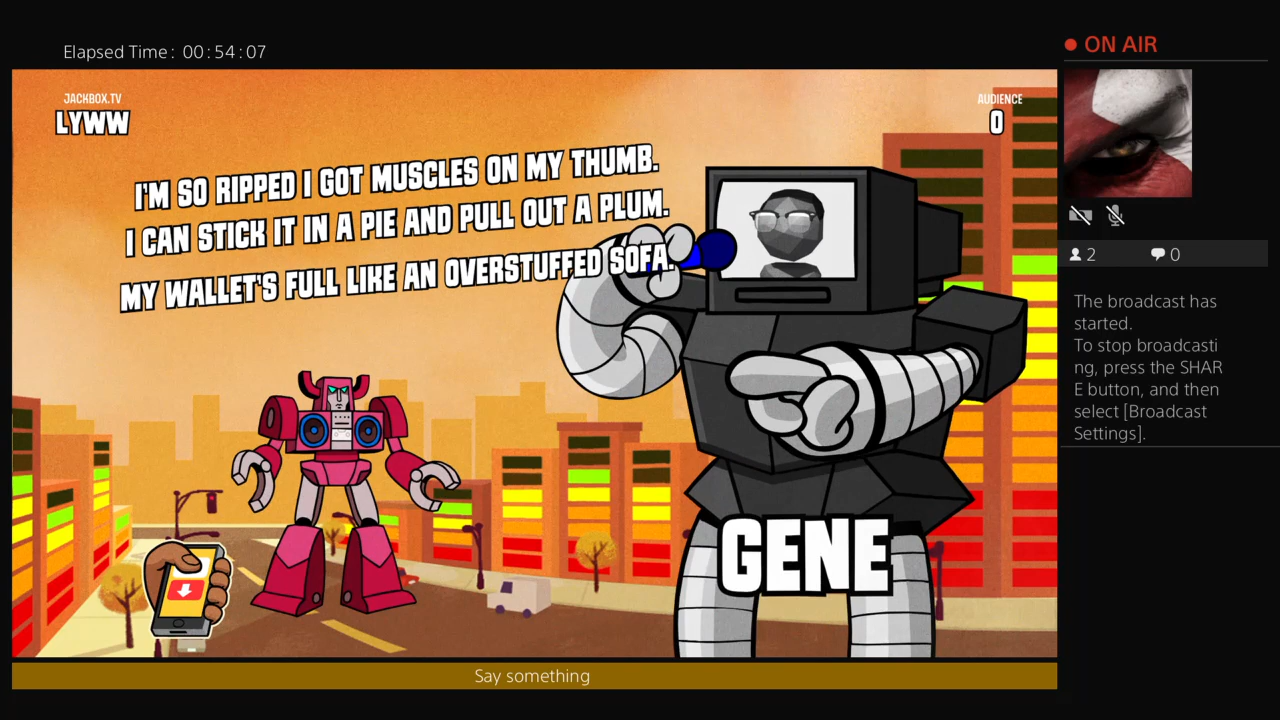 Elapsed Time: 00:54:07
ON AIR
JACKBOX.TV
LYWW
AUDIENCE
0
I'M SO RIPPED I GOT MUSCLES ON MY THUMB.
I CAN STICK IT IN A PIE AND PULL OUT A PLUM.
MY WALLET'S FULL LIKE AN OVERSTUFFED SOFA.
GENE
Say something
2
0
The broadcast has
started.
To stop broadcasti
ng, press the SHAR
E button, and then
select [Broadcast
Settings].